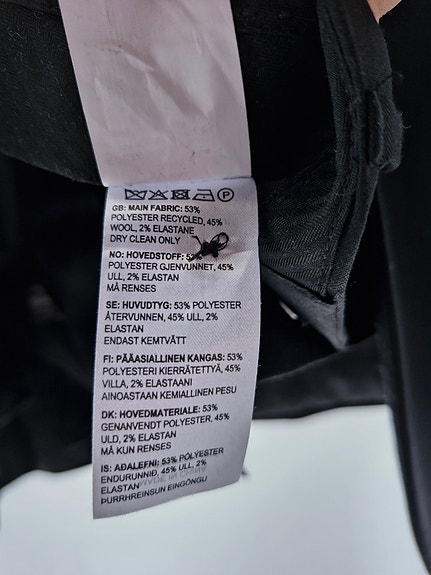 GB: MAIN FABRIC: 53%
POLYESTER RECYCLED, 45%
WOOL, 2% ELASTANE
DRY CLEAN ONLY
NO: HOVEDSTOFF: 53%
POLYESTER GJENVUNNET, 45%
ULL, 2% ELASTAN
MÅ RENSES
SE: HUVUDTYG: 53% POLYESTER
ÅTERVUNNEN, 45% ULL, 2%
ELASTAN
ENDAST KEMTVÄTT
FI: PÄÄASIALLINEN KANGAS: 53%
POLYESTERI KIERRÄTETTYÄ, 45%
VILLA, 2% ELASTAANI
AINOASTAAN KEMIALLINEN PESU
DK: HOVEDMATERIALE: 53%
GENANVENDT POLYESTER, 45%
ULD, 2% ELASTAN
MÅ KUN RENSES
IS: AÐALEFNI: 53% POLYESTER
ENDURUNNIÐ, 45% ULL, 2%
ELASTAN
ÞURRHREINSUN EINGÖNGU